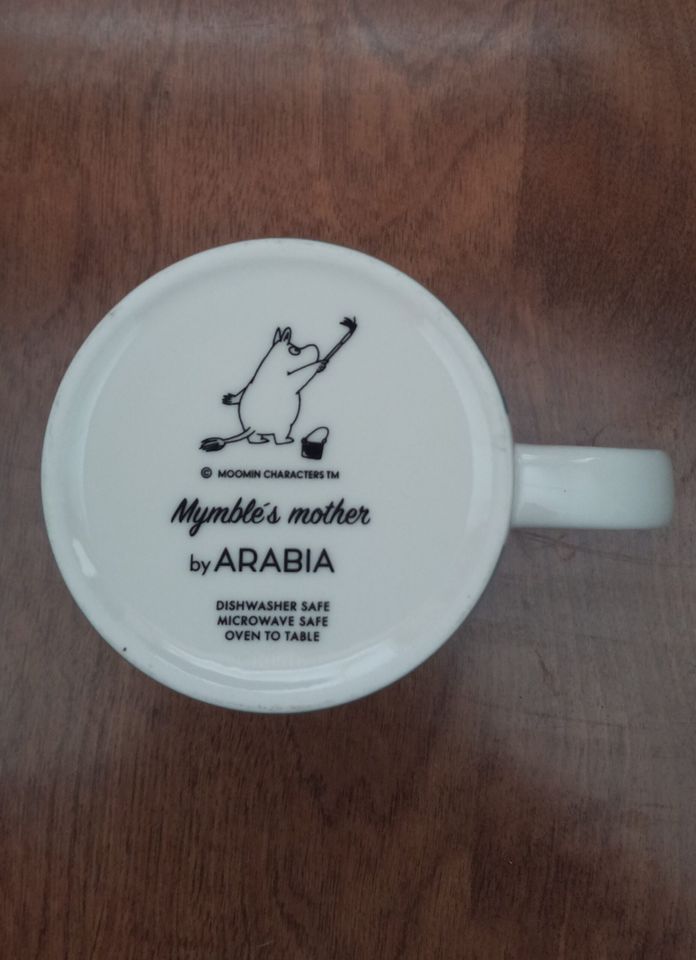 © MOOMIN CHARACTERS TM
Mymble´s mother
by ARABIA
DISHWASHER SAFE
MICROWAVE SAFE
OVEN TO TABLE